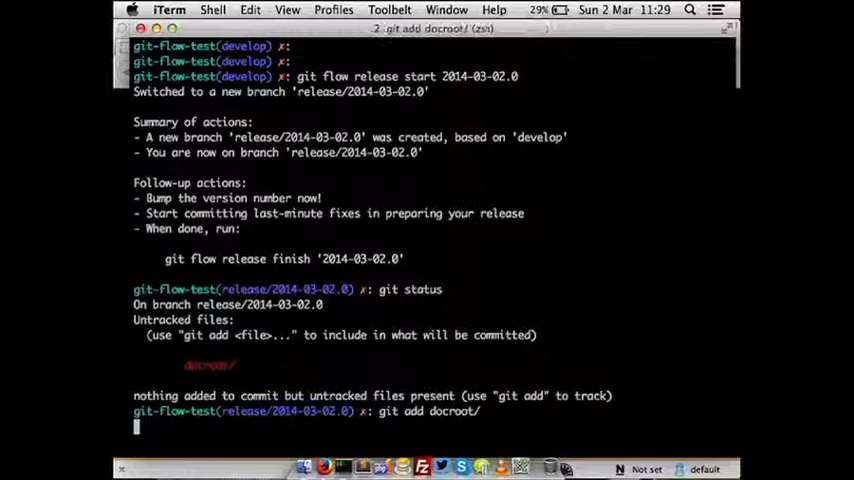 iTerm Shell Edit View Profiles Toolbelt Window Help 29% Sun 2 Mar 11:29
2. git add docroot/ (zsh)
git-flow-test(develop) ✗:
git-flow-test(develop) ✗:
git-flow-test(develop) ✗: git flow release start 2014-03-02.0
Switched to a new branch 'release/2014-03-02.0'
Summary of actions:
- A new branch 'release/2014-03-02.0' was created, based on 'develop'
- You are now on branch 'release/2014-03-02.0'
Follow-up actions:
- Bump the version number now!
- Start committing last-minute fixes in preparing your release
- When done, run:
git flow release finish '2014-03-02.0'
git-flow-test(release/2014-03-02.0) ✗: git status
On branch release/2014-03-02.0
Untracked files:
(use "git add <file>..." to include in what will be committed)
docroot/
nothing added to commit but untracked files present (use "git add" to track)
git-flow-test(release/2014-03-02.0) ✗: git add docroot/
N Not set default